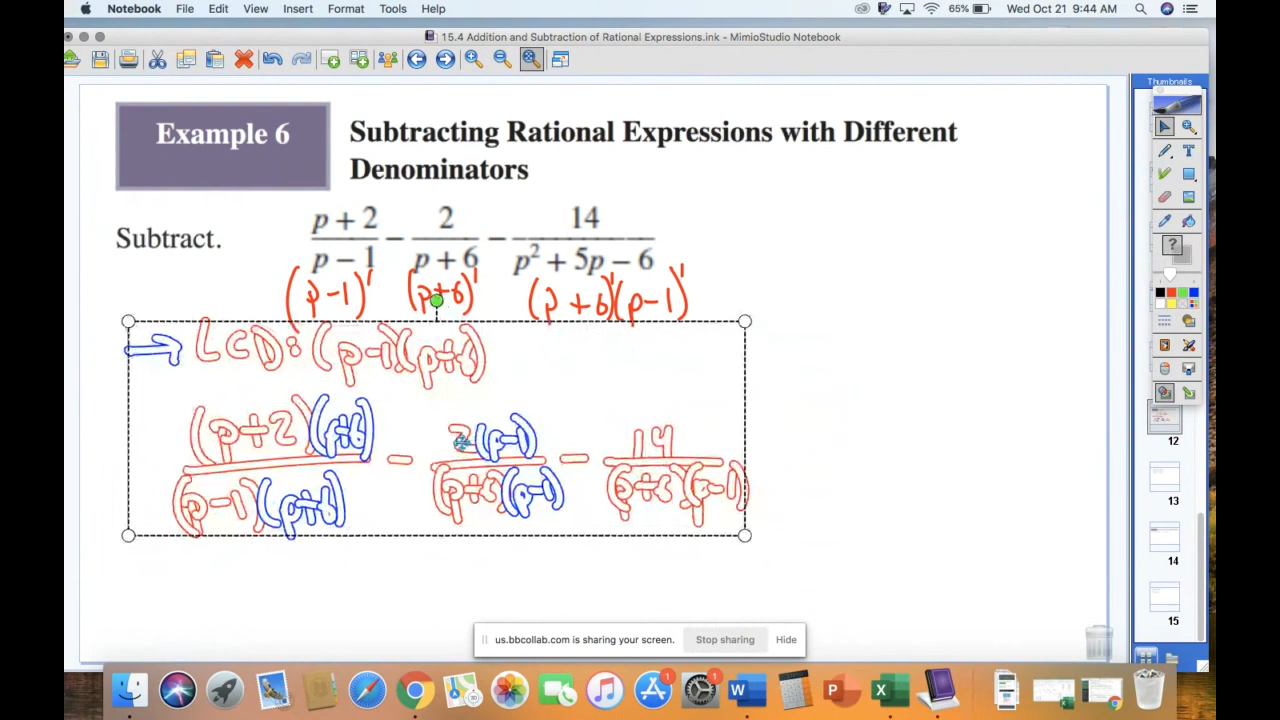 Notebook File Edit View Insert Format Tools Help 65% Wed Oct 21 9:44 AM
15.4 Addition and Subtraction of Rational Expressions.ink - MimioStudio Notebook
Thumbnails
Example 6
Subtracting Rational Expressions with Different
Denominators
Subtract. (p + 2)/(p − 1) − 2/(p + 6) − 14/(p² + 5p − 6)
(p-1)¹ (p+6)¹ (p+6)¹(p-1)¹
⇒ LCD: (p-1)(p+6)
(p+2)(p+6)/(p-1)(p+6) − 2(p-1)/(p+6)(p-1) − 14/(p+6)(p-1)
12
13
14
15
us.bbcollab.com is sharing your screen. Stop sharing Hide